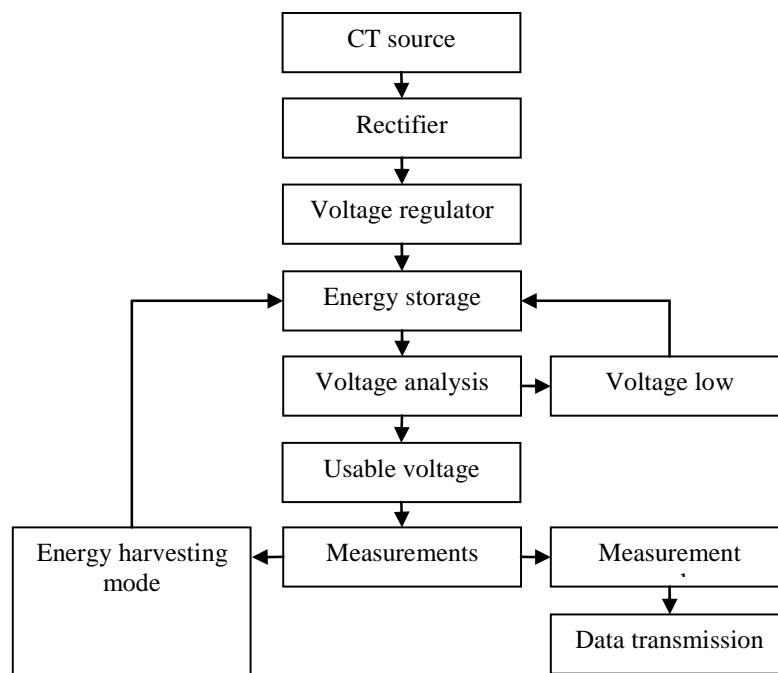 CT source
Rectifier
Voltage regulator
Energy storage
Voltage analysis
Voltage low
Usable voltage
Energy harvesting
mode
Measurements
Measurement
Data transmission